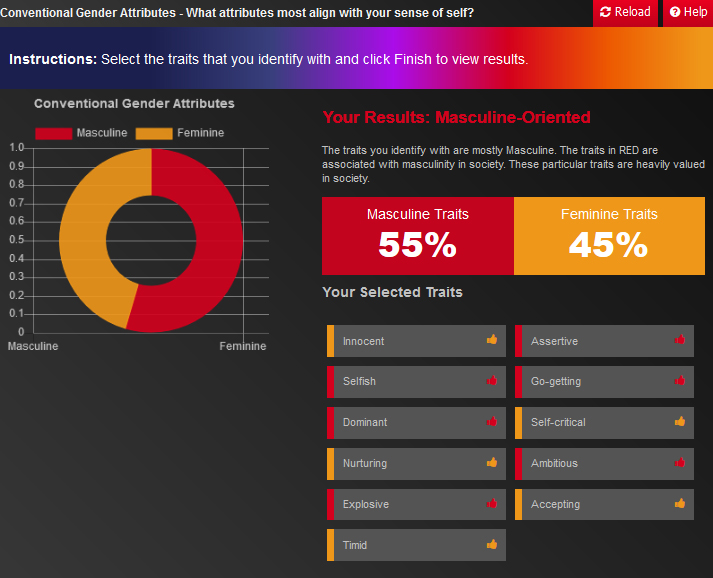 Conventional Gender Attributes - What attributes most align with your sense of self?
Reload
Help
Instructions: Select the traits that you identify with and click Finish to view results.
Conventional Gender Attributes
Masculine
Feminine
1.0
0.9
0.8
0.7
0.6
0.5
0.4
0.3
0.2
0.1
0
Masculine
Feminine
Your Results: Masculine-Oriented
The traits you identify with are mostly Masculine. The traits in RED are
associated with masculinity in society. These particular traits are heavily valued
in society.
Masculine Traits
55%
Feminine Traits
45%
Your Selected Traits
Innocent
Assertive
Selfish
Go-getting
Dominant
Self-critical
Nurturing
Ambitious
Explosive
Accepting
Timid